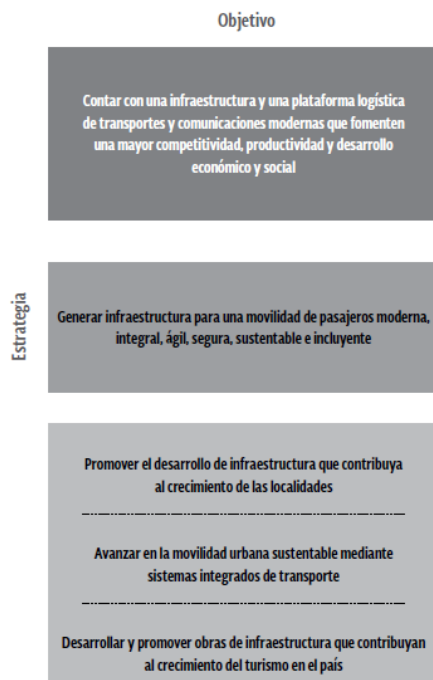 Objetivo
Contar con una infraestructura y una plataforma logística
de transportes y comunicaciones modernas que fomenten
una mayor competitividad, productividad y desarrollo
económico y social
Estrategia
Generar infraestructura para una movilidad de pasajeros moderna,
integral, ágil, segura, sustentable e incluyente
Promover el desarrollo de infraestructura que contribuya
al crecimiento de las localidades
Avanzar en la movilidad urbana sustentable mediante
sistemas integrados de transporte
Desarrollar y promover obras de infraestructura que contribuyan
al crecimiento del turismo en el país